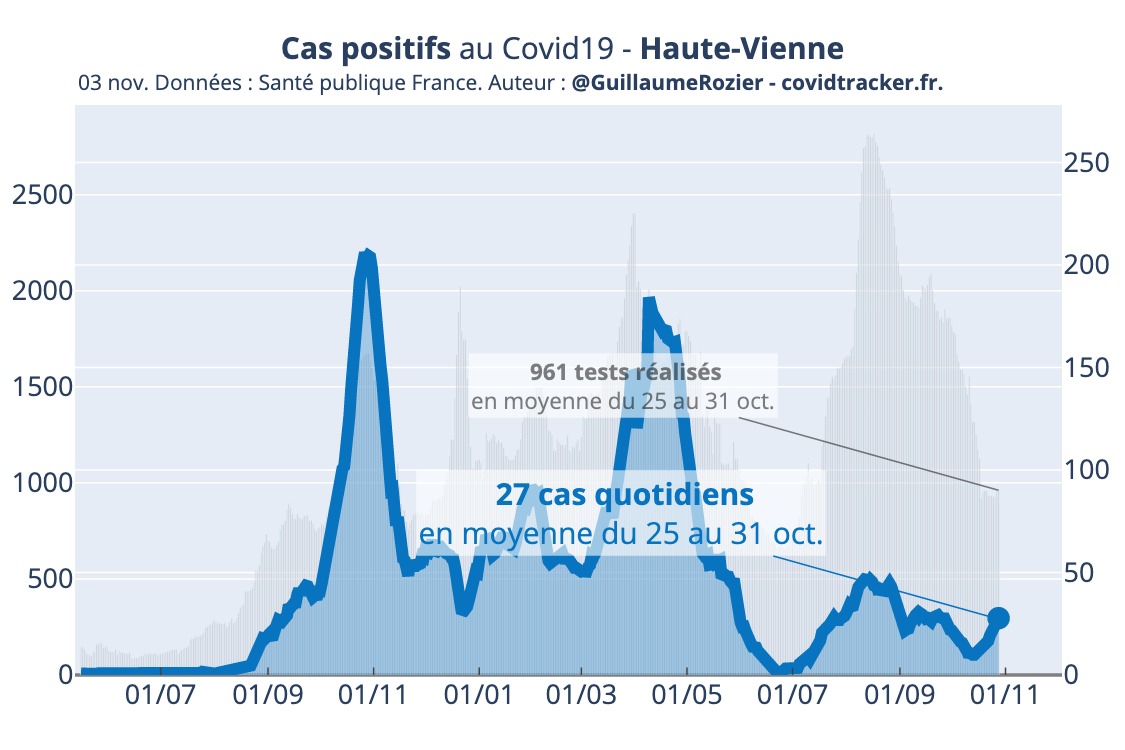 Cas positifs au Covid19 - Haute-Vienne
03 nov. Données : Santé publique France. Auteur : @GuillaumeRozier - covidtracker.fr.
250
2500
200
2000
150
961 tests réalisés
1500
en moyenne du 25 au 31 oct.
100
1000
27 cas quotidiens
en moyenne du 25 au 31 oct.
500
50
0
0
01/07 01/09 01/11 01/01 01/03 01/05 01/07 01/09 01/11